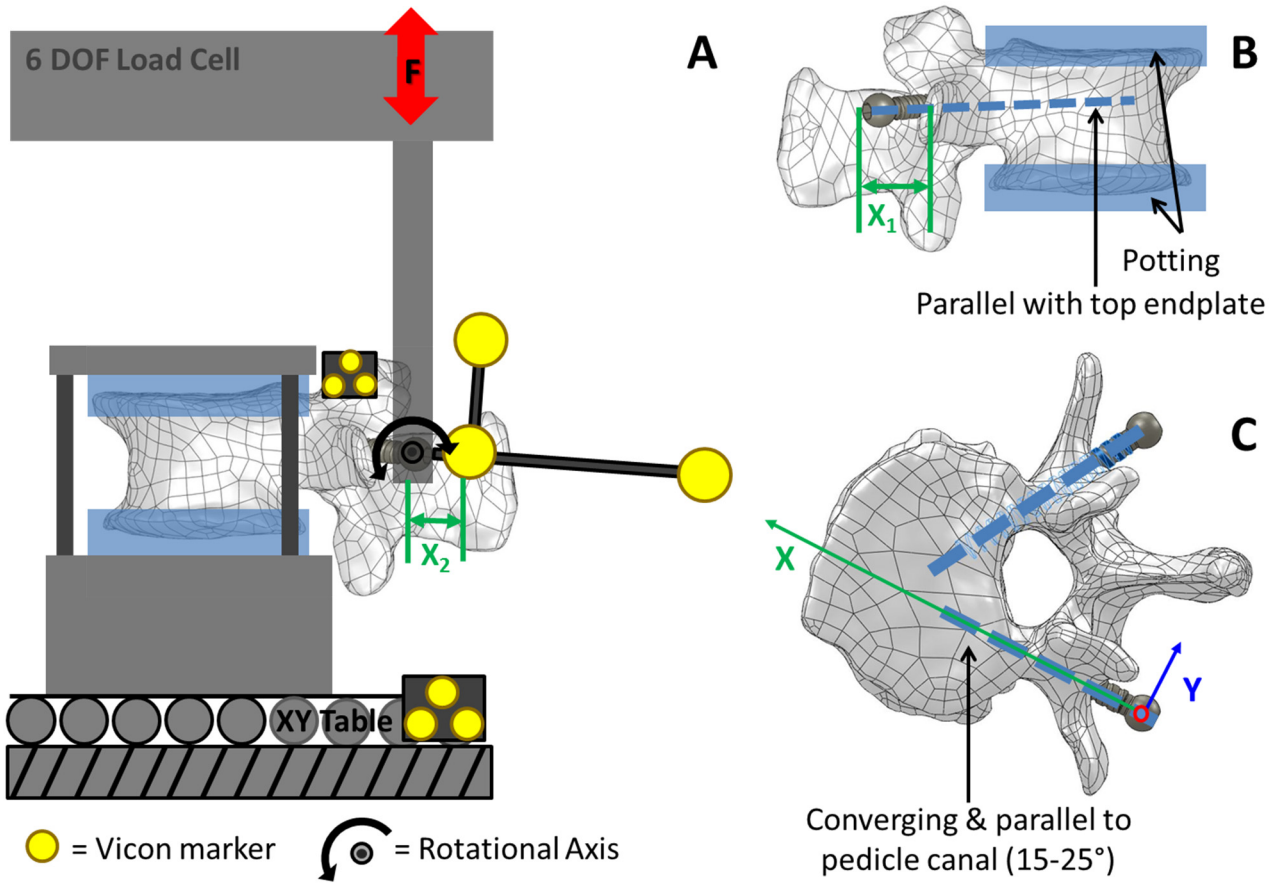 6 DOF Load Cell
F
A
B
X1
Potting
Parallel with top endplate
C
X2
X
Y
O
XY Table
= Vicon marker
= Rotational Axis
Converging & parallel to
pedicle canal (15-25°)